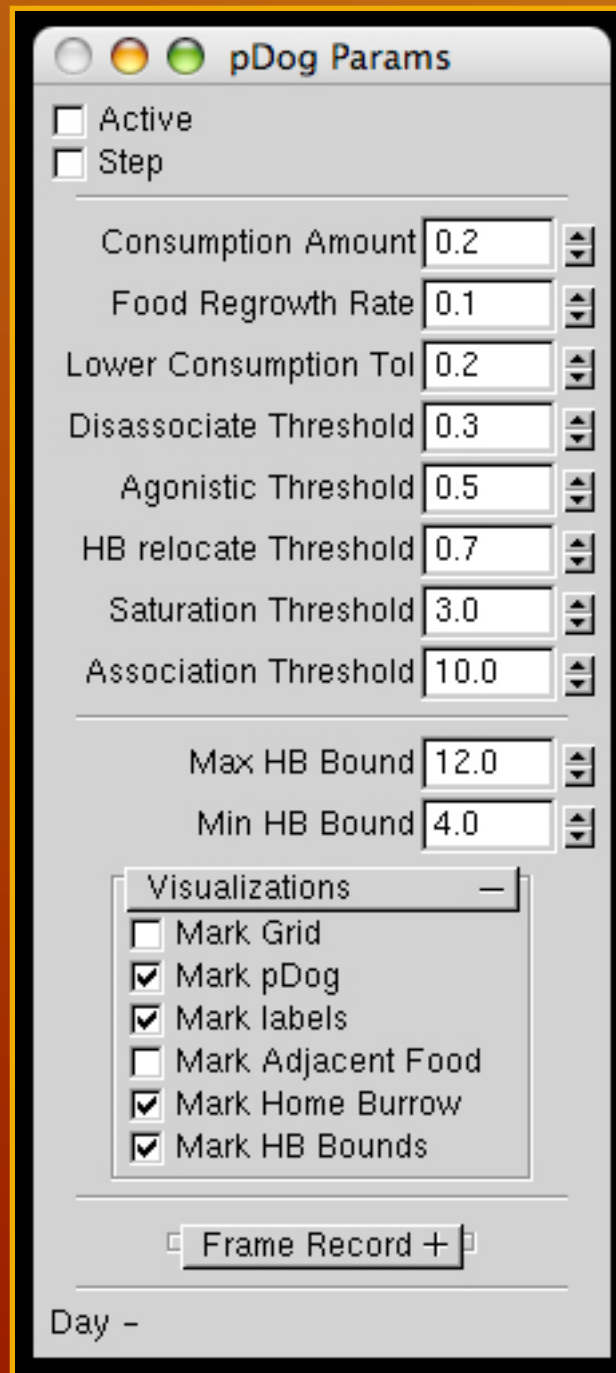 pDog Params
Active
Step
Consumption Amount 0.2
Food Regrowth Rate 0.1
Lower Consumption Tol 0.2
Disassociate Threshold 0.3
Agonistic Threshold 0.5
HB relocate Threshold 0.7
Saturation Threshold 3.0
Association Threshold 10.0
Max HB Bound 12.0
Min HB Bound 4.0
Visualizations –
Mark Grid
Mark pDog
Mark labels
Mark Adjacent Food
Mark Home Burrow
Mark HB Bounds
Frame Record +
Day -